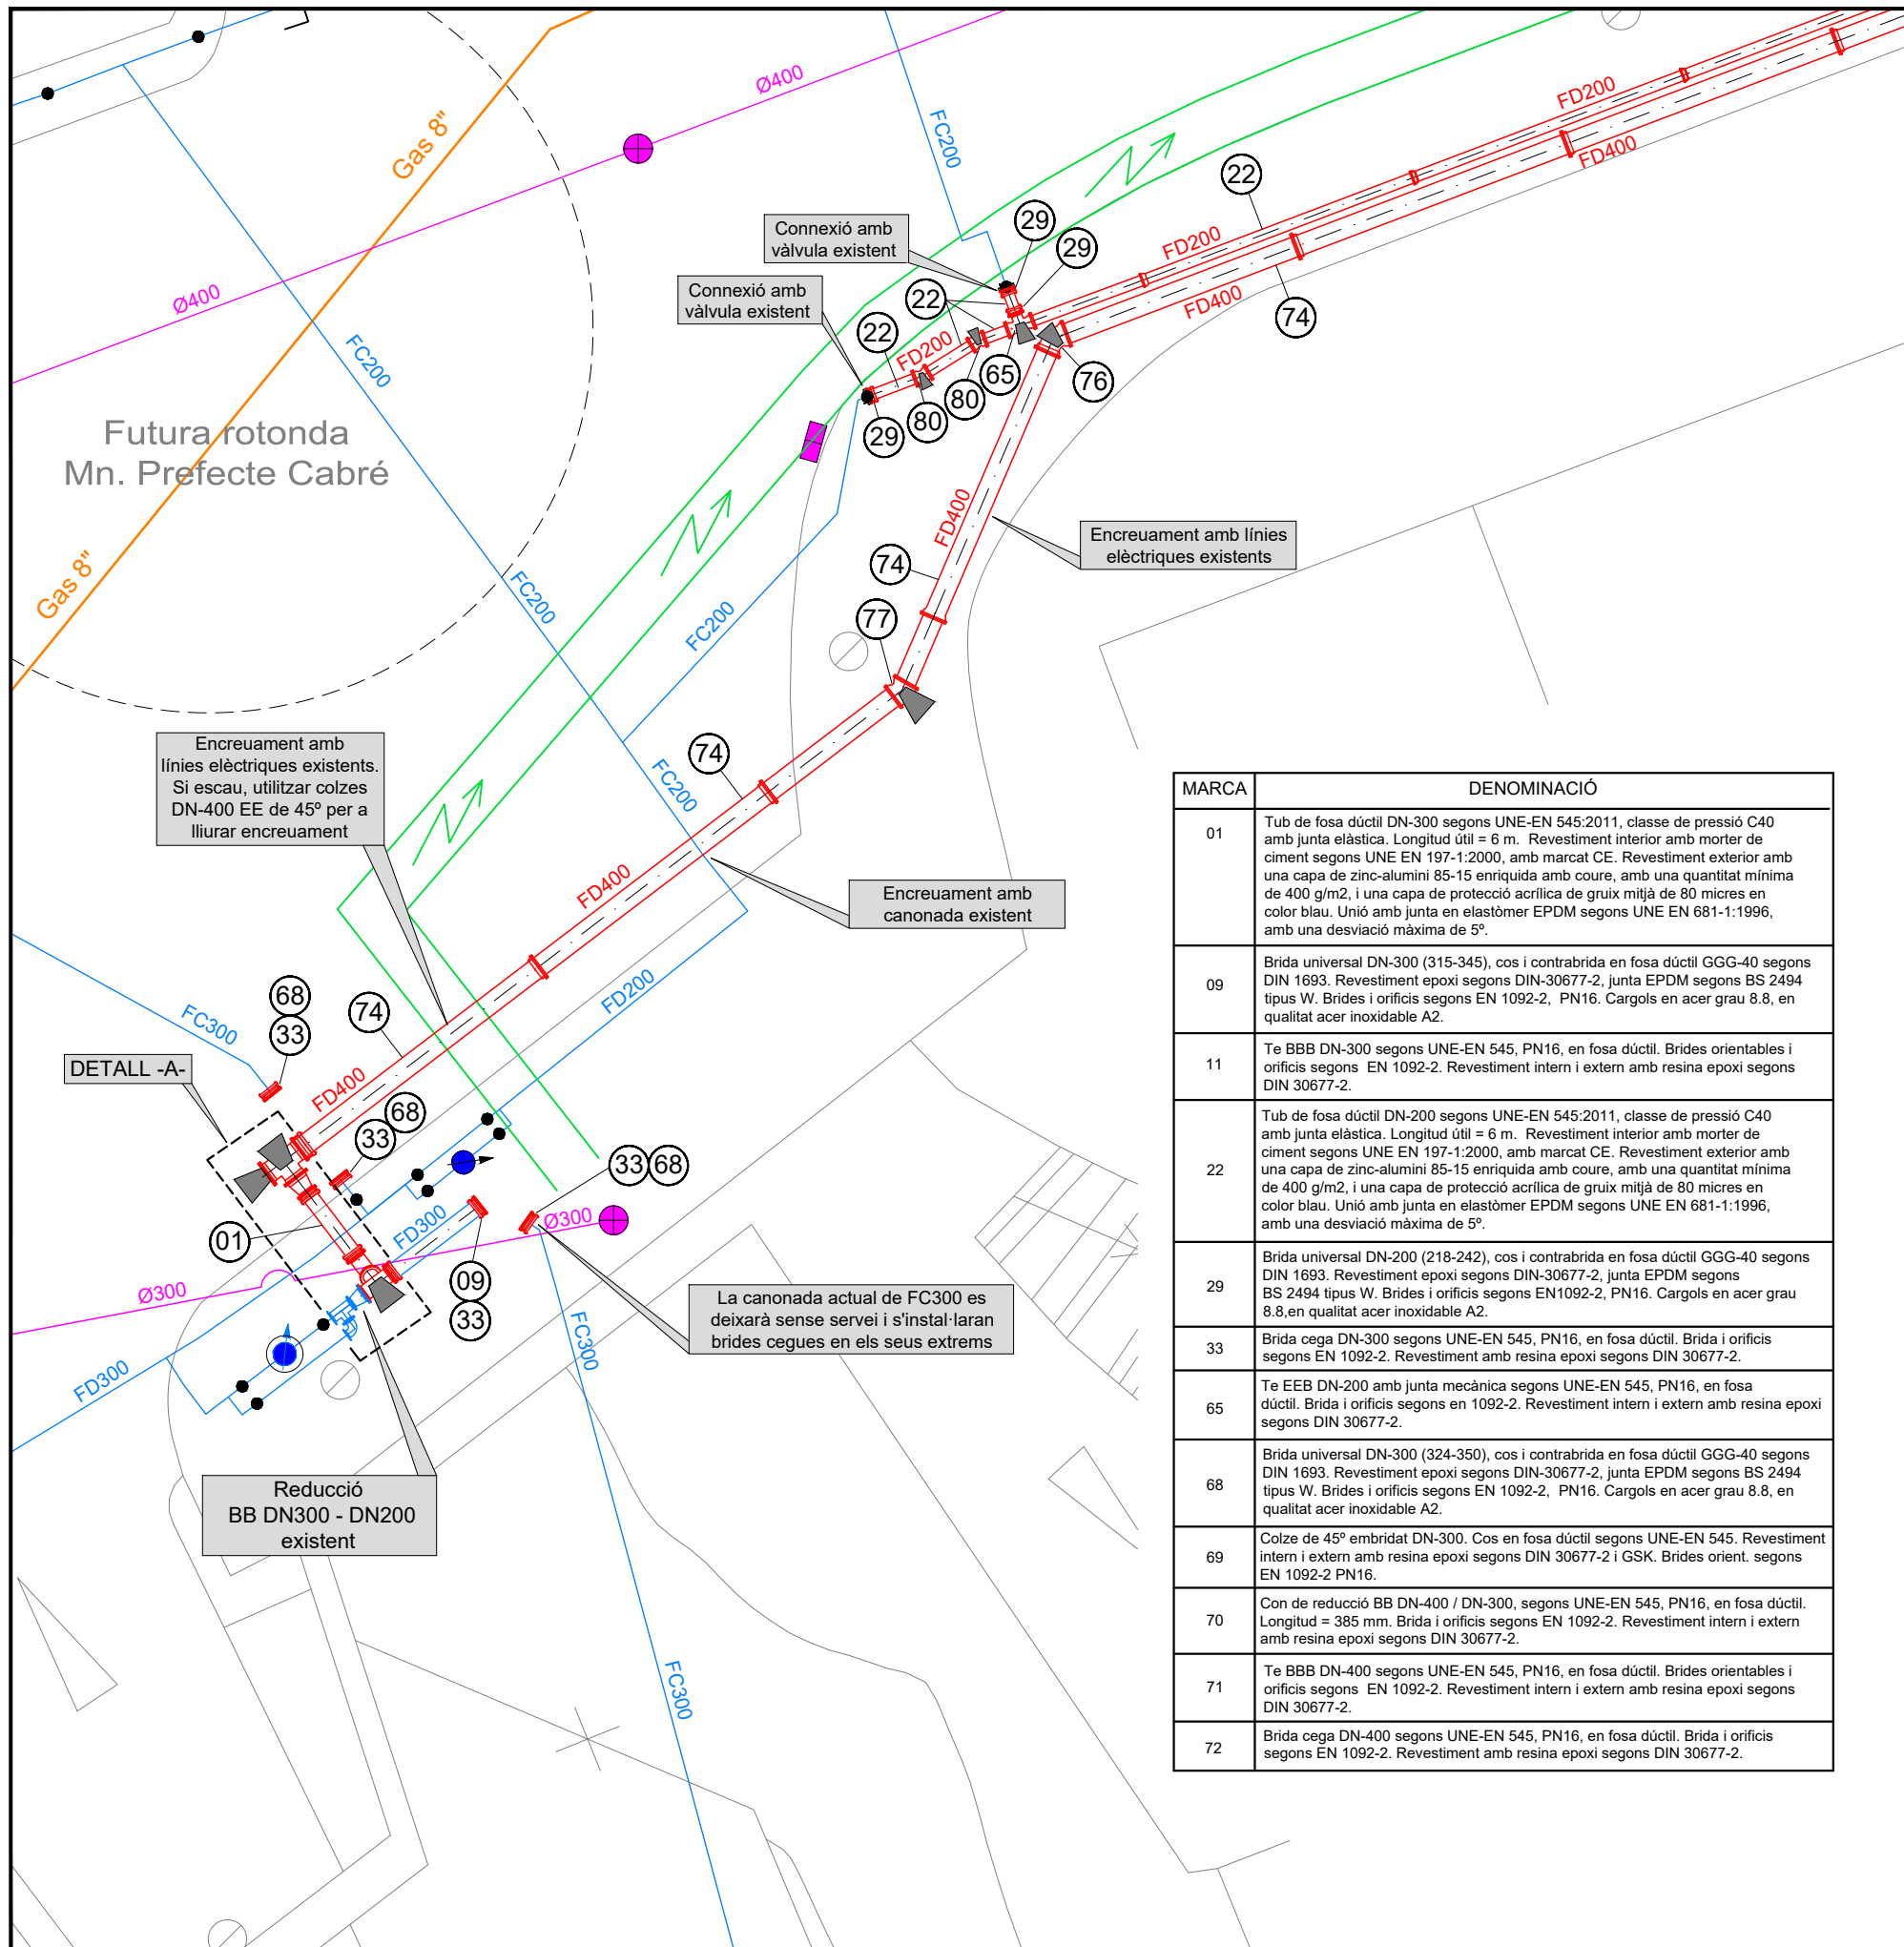 Ø400
Gas 8"
FC200
FD200
FD400
22
29
Connexió amb
vàlvula existent
29
FD200
Connexió amb
vàlvula existent
22
Ø400
FD400
74
22
FD200
FC200
65
76
80
80
29
Futura rotonda
Mn. Prefecte Cabré
FD400
Encreuament amb línies
elèctriques existents
74
Gas 8"
FC200
FC200
77
Encreuament amb
línies elèctriques existents.
Si escau, utilitzar colzes
DN-400 EE de 45º per a
lliurar encreuament
74
FC200
FD400
Encreuament amb
canonada existent
FD200
68
33
74
FC300
DETALL -A-
FD400
68
33
33
68
01
FD300
Ø300
09
33
Ø300
La canonada actual de FC300 es
deixarà sense servei i s'instal·laran
brides cegues en els seus extrems
FC300
FD300
Reducció
BB DN300 - DN200
existent
FC300
MARCA
DENOMINACIÓ
01
Tub de fosa dúctil DN-300 segons UNE-EN 545:2011, classe de pressió C40
amb junta elàstica. Longitud útil = 6 m. Revestiment interior amb morter de
ciment segons UNE EN 197-1:2000, amb marcat CE. Revestiment exterior amb
una capa de zinc-alumini 85-15 enriquida amb coure, amb una quantitat mínima
de 400 g/m2, i una capa de protecció acrílica de gruix mitjà de 80 micres en
color blau. Unió amb junta en elastòmer EPDM segons UNE EN 681-1:1996,
amb una desviació màxima de 5º.
09
Brida universal DN-300 (315-345), cos i contrabrida en fosa dúctil GGG-40 segons
DIN 1693. Revestiment epoxi segons DIN-30677-2, junta EPDM segons BS 2494
tipus W. Brides i orificis segons EN 1092-2, PN16. Cargols en acer grau 8.8, en
qualitat acer inoxidable A2.
11
Te BBB DN-300 segons UNE-EN 545, PN16, en fosa dúctil. Brides orientables i
orificis segons EN 1092-2. Revestiment intern i extern amb resina epoxi segons
DIN 30677-2.
22
Tub de fosa dúctil DN-200 segons UNE-EN 545:2011, classe de pressió C40
amb junta elàstica. Longitud útil = 6 m. Revestiment interior amb morter de
ciment segons UNE EN 197-1:2000, amb marcat CE. Revestiment exterior amb
una capa de zinc-alumini 85-15 enriquida amb coure, amb una quantitat mínima
de 400 g/m2, i una capa de protecció acrílica de gruix mitjà de 80 micres en
color blau. Unió amb junta en elastòmer EPDM segons UNE EN 681-1:1996,
amb una desviació màxima de 5º.
29
Brida universal DN-200 (218-242), cos i contrabrida en fosa dúctil GGG-40 segons
DIN 1693. Revestiment epoxi segons DIN-30677-2, junta EPDM segons
BS 2494 tipus W. Brides i orificis segons EN1092-2, PN16. Cargols en acer grau
8.8,en qualitat acer inoxidable A2.
33
Brida cega DN-300 segons UNE-EN 545, PN16, en fosa dúctil. Brida i orificis
segons EN 1092-2. Revestiment amb resina epoxi segons DIN 30677-2.
65
Te EEB DN-200 amb junta mecànica segons UNE-EN 545, PN16, en fosa
dúctil. Brida i orificis segons en 1092-2. Revestiment intern i extern amb resina epoxi
segons DIN 30677-2.
68
Brida universal DN-300 (324-350), cos i contrabrida en fosa dúctil GGG-40 segons
DIN 1693. Revestiment epoxi segons DIN-30677-2, junta EPDM segons BS 2494
tipus W. Brides i orificis segons EN 1092-2, PN16. Cargols en acer grau 8.8, en
qualitat acer inoxidable A2.
69
Colze de 45º embridat DN-300. Cos en fosa dúctil segons UNE-EN 545. Revestiment
intern i extern amb resina epoxi segons DIN 30677-2 i GSK. Brides orient. segons
EN 1092-2 PN16.
70
Con de reducció BB DN-400 / DN-300, segons UNE-EN 545, PN16, en fosa dúctil.
Longitud = 385 mm. Brida i orificis segons EN 1092-2. Revestiment intern i extern
amb resina epoxi segons DIN 30677-2.
71
Te BBB DN-400 segons UNE-EN 545, PN16, en fosa dúctil. Brides orientables i
orificis segons EN 1092-2. Revestiment intern i extern amb resina epoxi segons
DIN 30677-2.
72
Brida cega DN-400 segons UNE-EN 545, PN16, en fosa dúctil. Brida i orificis
segons EN 1092-2. Revestiment amb resina epoxi segons DIN 30677-2.